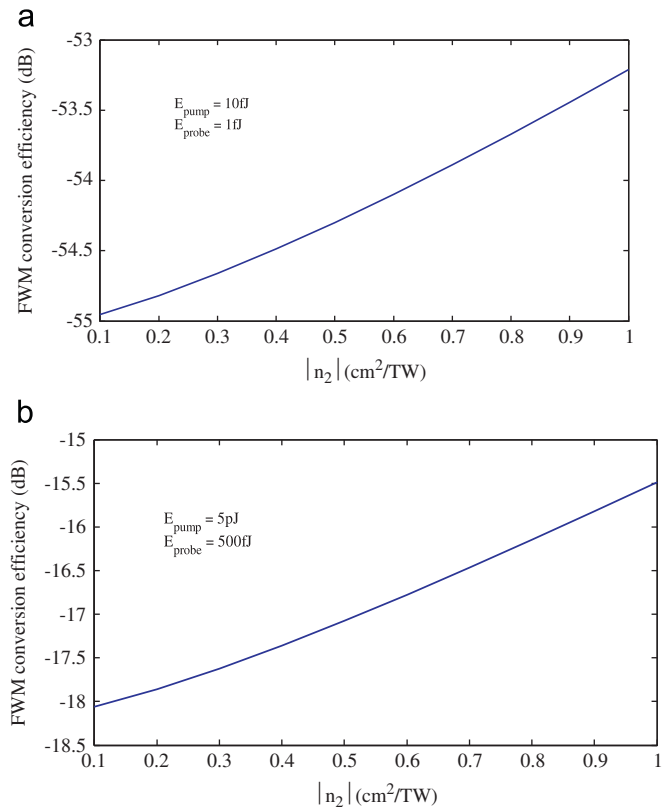 a
-53
-53.5
-54
-54.5
-55
FWM conversion efficiency (dB)
E_pump = 10fJ
E_probe = 1fJ
0.1 0.2 0.3 0.4 0.5 0.6 0.7 0.8 0.9 1
|n_2| (cm^2/TW)
b
-15
-15.5
-16
-16.5
-17
-17.5
-18
-18.5
FWM conversion efficiency (dB)
E_pump = 5pJ
E_probe = 500fJ
0.1 0.2 0.3 0.4 0.5 0.6 0.7 0.8 0.9 1
|n_2| (cm^2/TW)